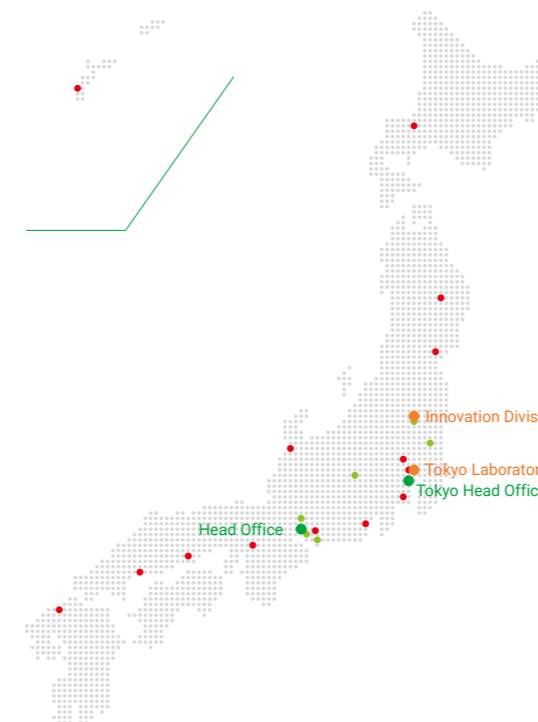 Innovation Divis
Tokyo Laborator
Tokyo Head Offic
Head Office